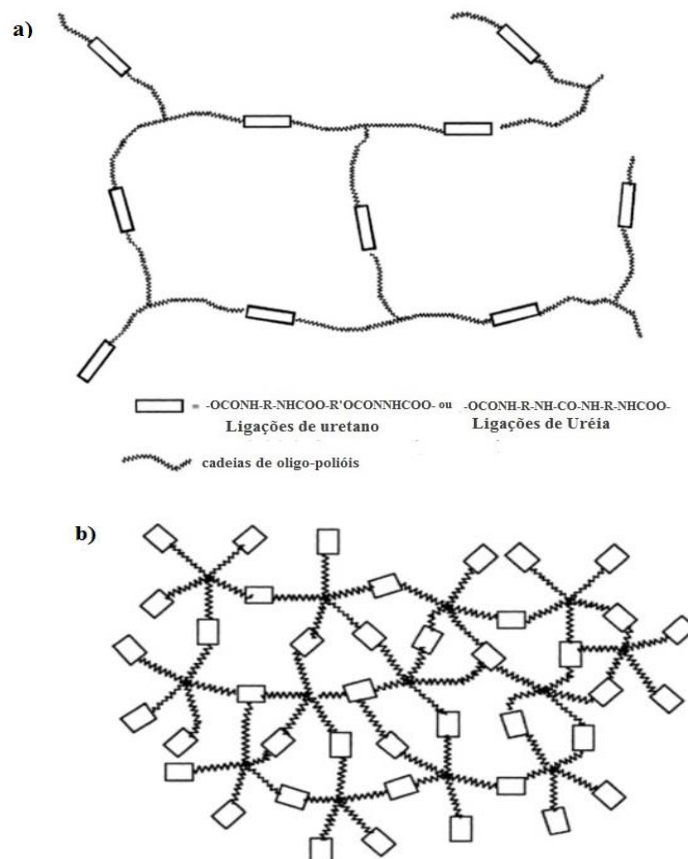 a)
= -OCONH-R-NHCOO-R'OCONNHCOO- ou -OCONH-R-NH-CO-NH-R-NHCOO-
Ligações de uretano Ligações de Uréia
cadeias de oligo-polióis
b)